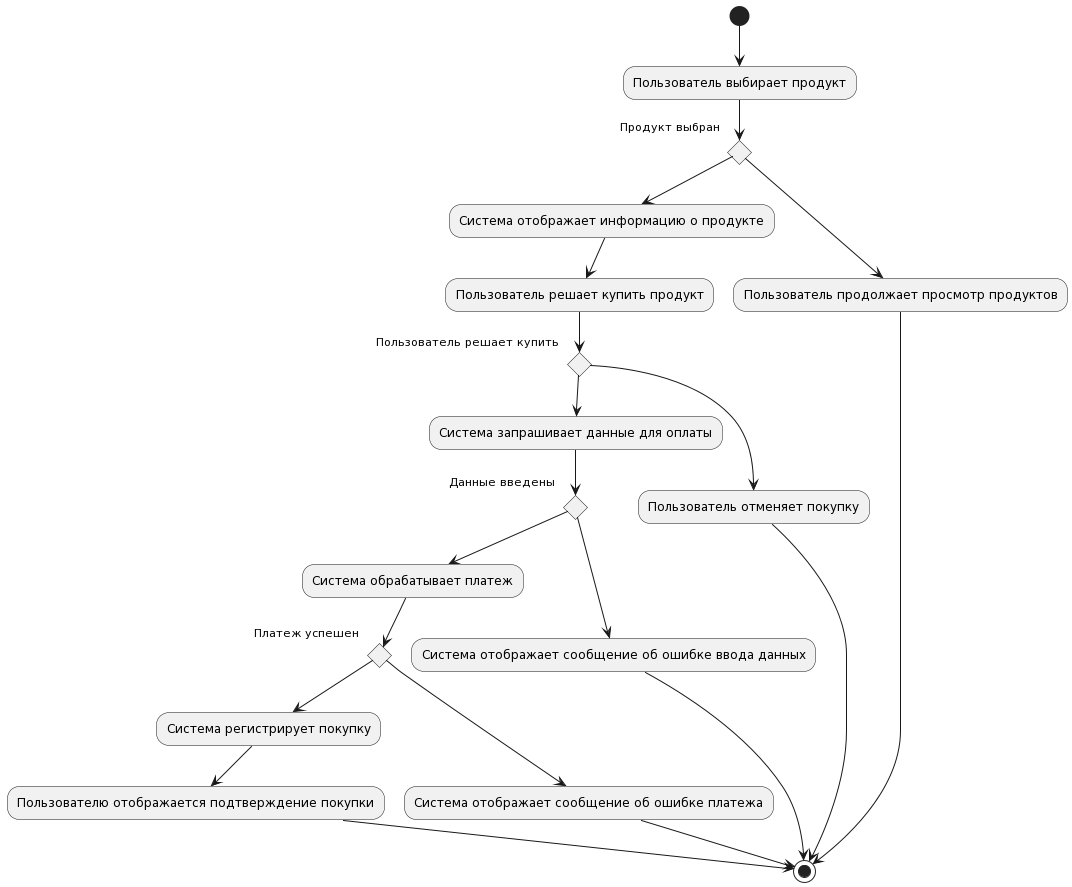 Пользователь выбирает продукт
Продукт выбран
Система отображает информацию о продукте
Пользователь решает купить продукт
Пользователь продолжает просмотр продуктов
Пользователь решает купить
Система запрашивает данные для оплаты
Данные введены
Пользователь отменяет покупку
Система обрабатывает платеж
Платеж успешен
Система отображает сообщение об ошибке ввода данных
Система регистрирует покупку
Пользователю отображается подтверждение покупки
Система отображает сообщение об ошибке платежа